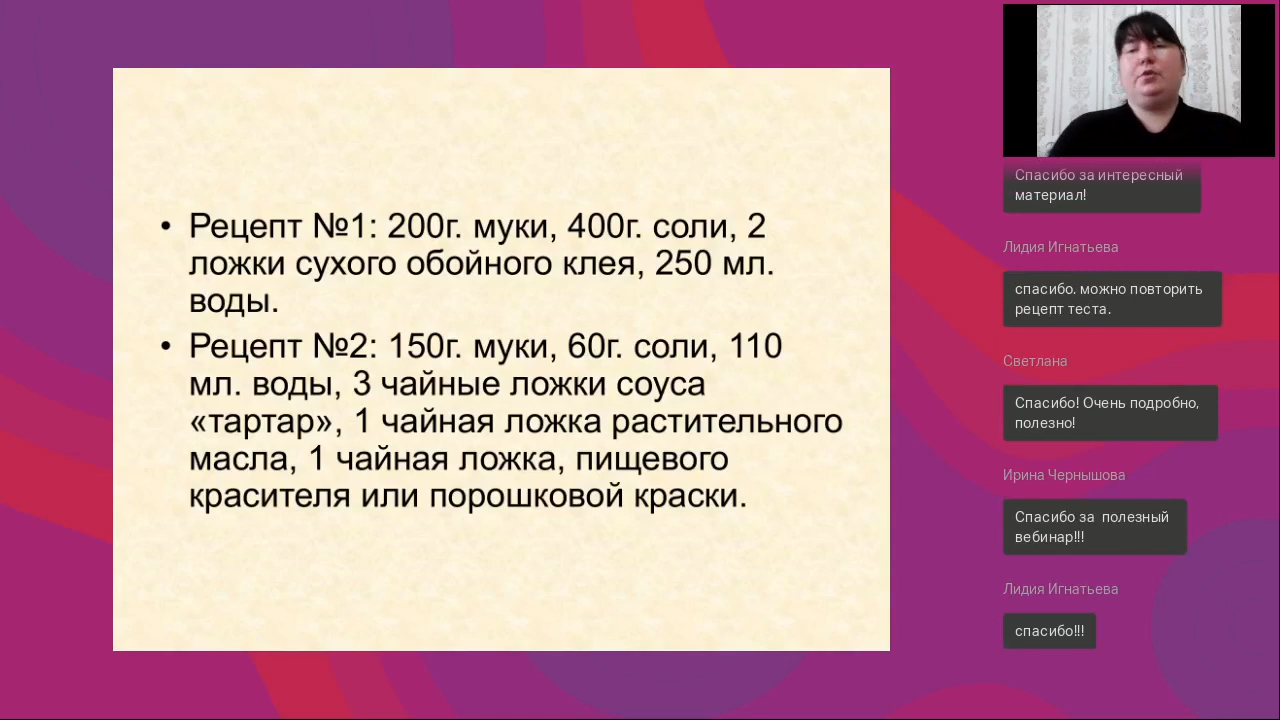 • Рецепт №1: 200г. муки, 400г. соли, 2
ложки сухого обойного клея, 250 мл.
воды.
• Рецепт №2: 150г. муки, 60г. соли, 110
мл. воды, 3 чайные ложки соуса
«тартар», 1 чайная ложка растительного
масла, 1 чайная ложка, пищевого
красителя или порошковой краски.
Спасибо за интересный
материал!
Лидия Игнатьева
спасибо. можно повторить
рецепт теста.
Светлана
Спасибо! Очень подробно,
полезно!
Ирина Чернышова
Спасибо за  полезный
вебинар!!!
Лидия Игнатьева
спасибо!!!